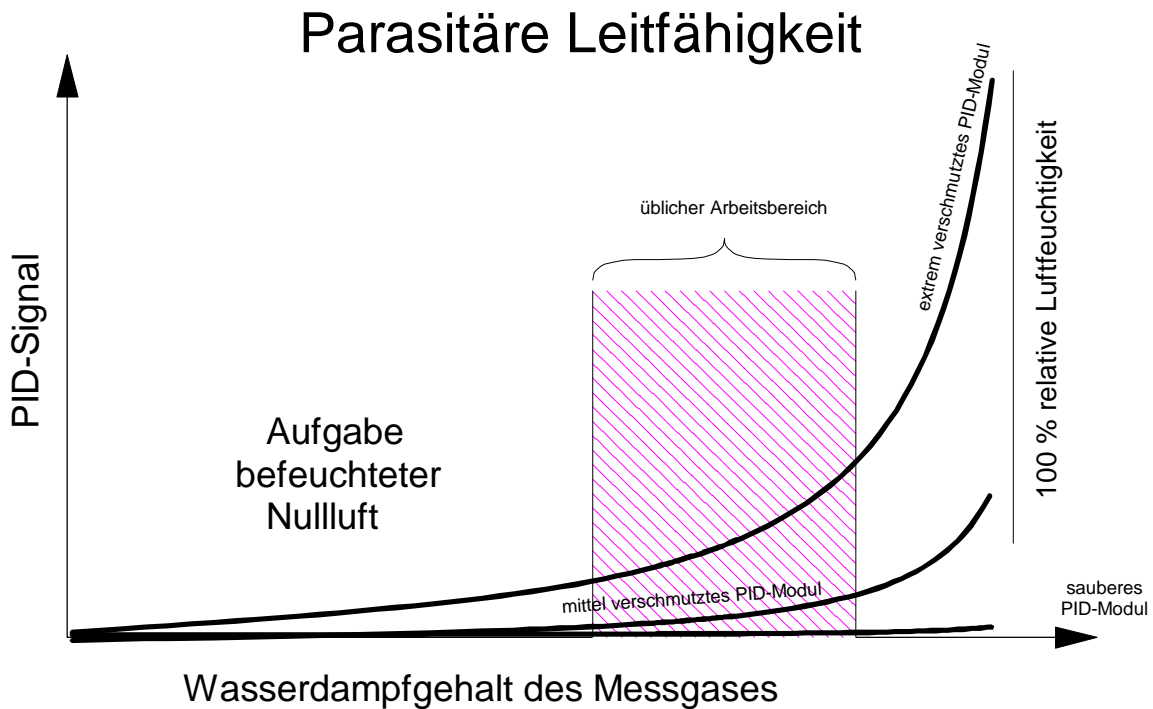 Parasitäre Leitfähigkeit
PID-Signal
üblicher Arbeitsbereich
extrem verschmutztes PID-Modul
100 % relative Luftfeuchtigkeit
Aufgabe
befeuchteter
Nullluft
mittel verschmutztes PID-Modul
sauberes
PID-Modul
Wasserdampfgehalt des Messgases